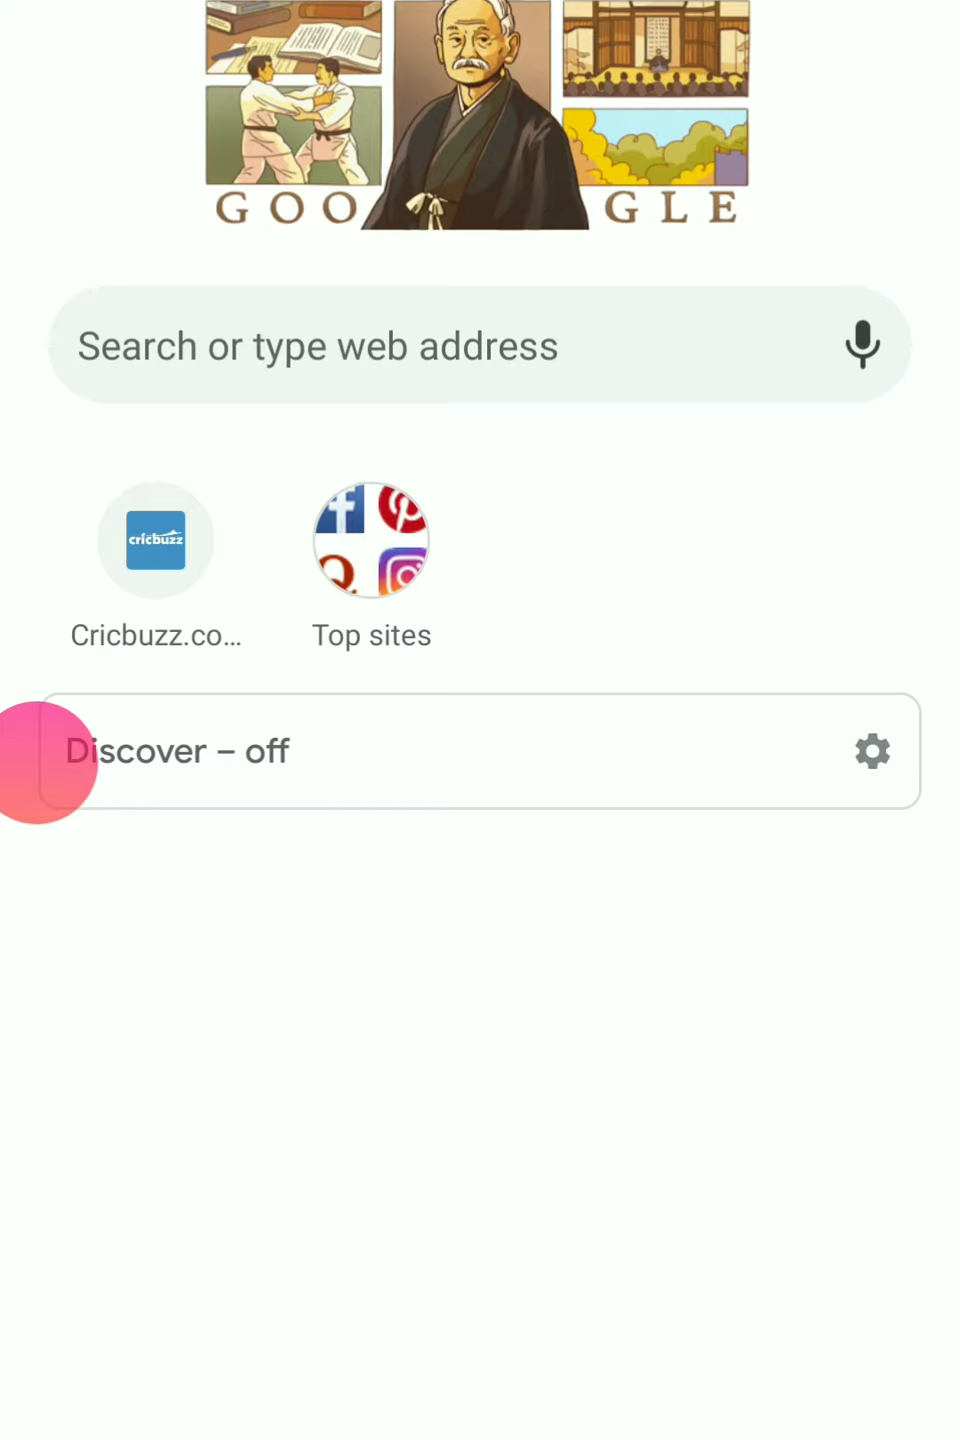 GOO GLE
Search or type web address
cricbuzz
Cricbuzz.co...
Top sites
Discover – off